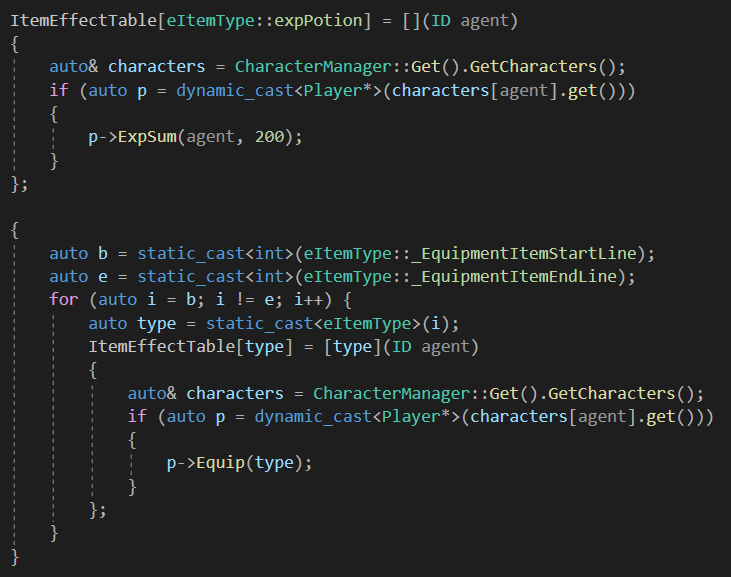 ItemEffectTable[eItemType::expPotion] = [](ID agent)
{
    auto& characters = CharacterManager::Get().GetCharacters();
    if (auto p = dynamic_cast<Player*>(characters[agent].get()))
    {
        p->ExpSum(agent, 200);
    }
};

{
    auto b = static_cast<int>(eItemType::_EquipmentItemStartLine);
    auto e = static_cast<int>(eItemType::_EquipmentItemEndLine);
    for (auto i = b; i != e; i++) {
        auto type = static_cast<eItemType>(i);
        ItemEffectTable[type] = [type](ID agent)
        {
            auto& characters = CharacterManager::Get().GetCharacters();
            if (auto p = dynamic_cast<Player*>(characters[agent].get()))
            {
                p->Equip(type);
            }
        };
    }
}